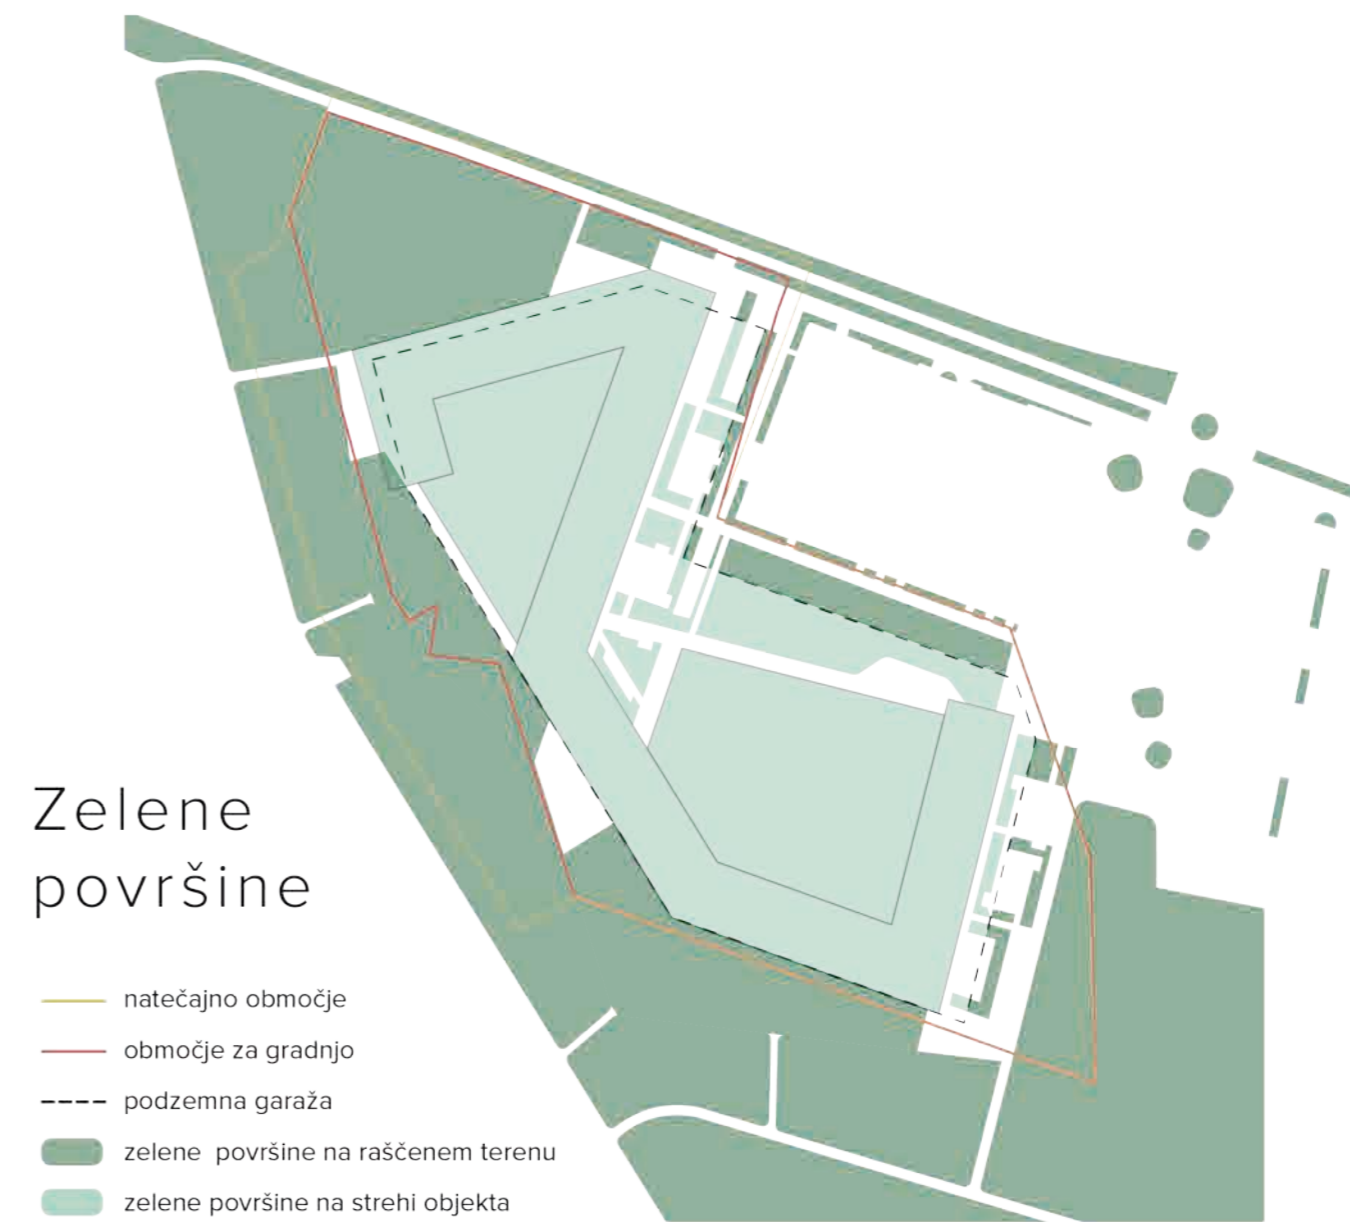 Zelene
površine
natečajno območje
območje za gradnjo
podzemna garaža
zelene površine na raščenem terenu
zelene površine na strehi objekta